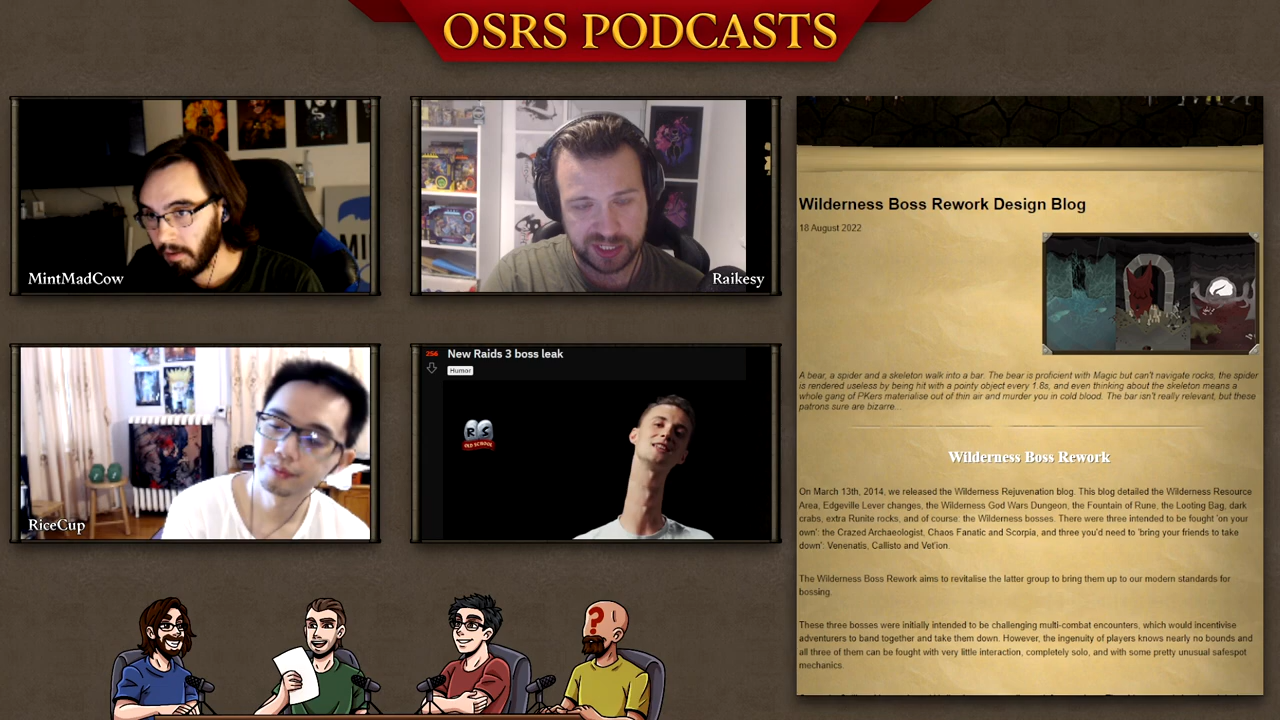 OSRS PODCASTS
MintMadCow
Raikesy
RiceCup
256
New Raids 3 boss leak
Humor
RS
OLD SCHOOL
?
Wilderness Boss Rework Design Blog
18 August 2022
A bear, a spider and a skeleton walk into a bar. The bear is proficient with Magic but can't navigate rocks, the spider
is rendered useless by being hit with a pointy object every 1.8s, and even thinking about the skeleton means a
whole gang of PKers materialise out of thin air and murder you in cold blood. The bar isn't really relevant, but these
patrons sure are bizarre...
Wilderness Boss Rework
On March 13th, 2014, we released the Wilderness Rejuvenation blog. This blog detailed the Wilderness Resource
Area, Edgeville Lever changes, the Wilderness God Wars Dungeon, the Fountain of Rune, the Looting Bag, dark
crabs, extra Runite rocks, and of course: the Wilderness bosses. There were three intended to be fought 'on your
own': the Crazed Archaeologist, Chaos Fanatic and Scorpia, and three you'd need to 'bring your friends to take
down': Venenatis, Callisto and Vet'ion.
The Wilderness Boss Rework aims to revitalise the latter group to bring them up to our modern standards for
bossing.
These three bosses were initially intended to be challenging multi-combat encounters, which would incentivise
adventurers to band together and take them down. However, the ingenuity of players knows nearly no bounds and
all three of them can be fought with very little interaction, completely solo, and with some pretty unusual safespot
mechanics.